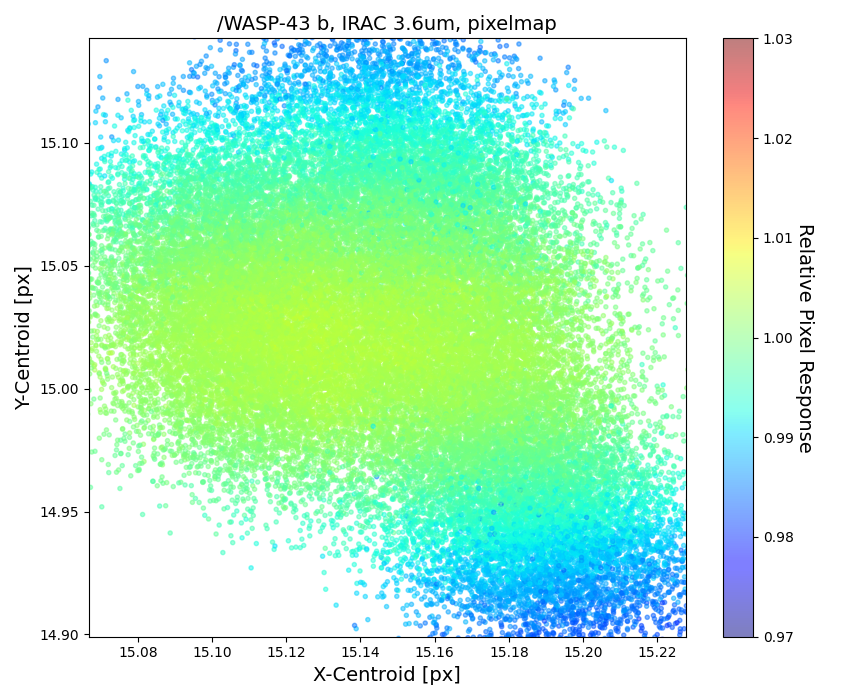 /WASP-43 b, IRAC 3.6um, pixelmap
15.10
15.05
15.00
14.95
14.90
Y-Centroid [px]
15.08 15.10 15.12 15.14 15.16 15.18 15.20 15.22
X-Centroid [px]
1.03
1.02
1.01
1.00
0.99
0.98
0.97
Relative Pixel Response